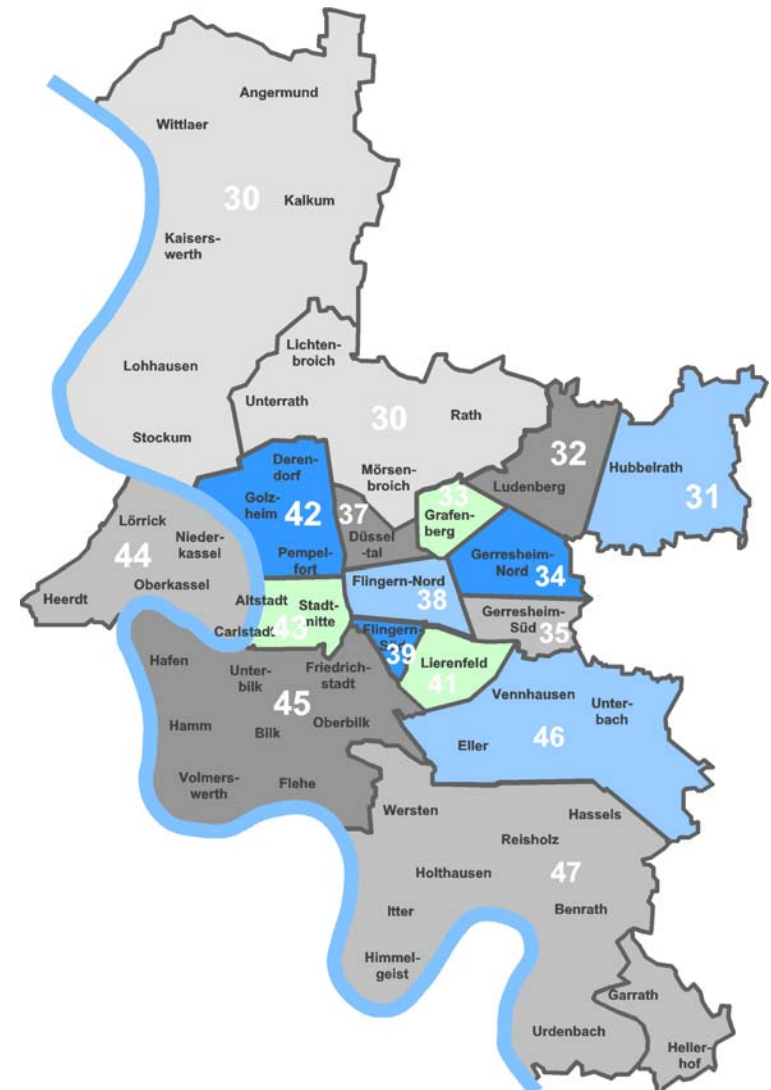 Angermund
Wittlaer
30
Kalkum
Kaisers-
werth
Lichten-
broich
Lohhausen
Unterrath
30
Rath
Stockum
Mörsen-
broich
32
Ludenberg
Hubbelrath
31
Deren-
dorf
Golz-
heim
42
Pempel-
fort
37
Düssel
-tal
33
Grafen-
berg
Gerresheim-
Nord
34
Lörrick
Nieder-
kassel
44
Oberkassel
Heerdt
Flingern-Nord
38
Gerresheim-
Süd
35
Altstadt
Stadt-
mitte
Carlstadt
43
Flingern-
Süd
39
Lierenfeld
41
Hafen
Unter-
bilk
Friedrich-
stadt
45
Oberbilk
Hamm
Bilk
Volmers-
werth
Flehe
Vennhausen
Unter-
bach
Eller
46
Wersten
Hassels
Reisholz
Holthausen
47
Itter
Benrath
Himmel-
geist
Garrath
Urdenbach
Heller-
hof